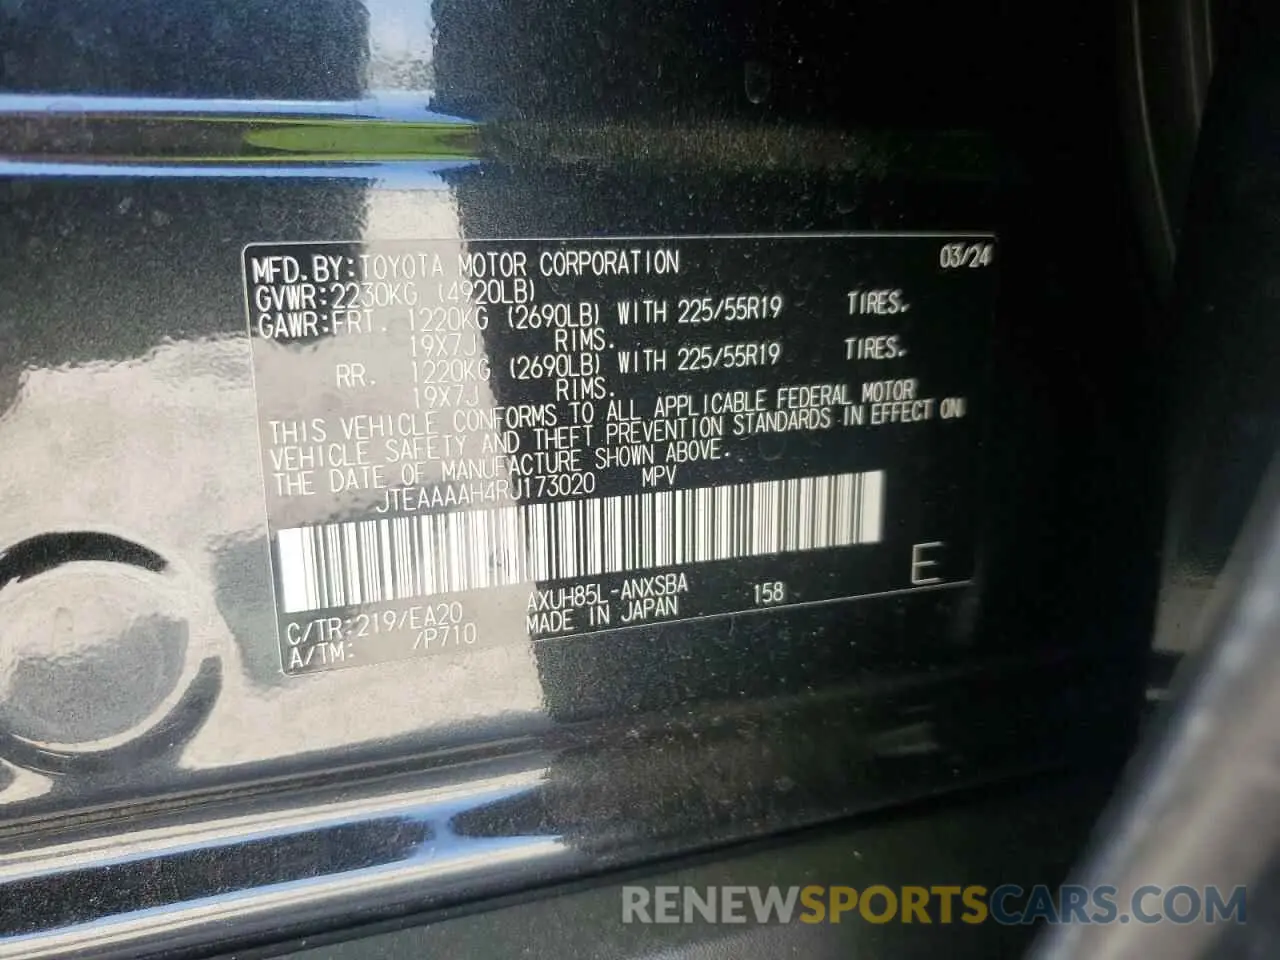 MFD.BY:TOYOTA MOTOR CORPORATION 03/24
GVWR:2230KG (4920LB)
GAWR:FRT. 1220KG (2690LB) WITH 225/55R19 TIRES.
19X7J RIMS.
RR. 1220KG (2690LB) WITH 225/55R19 TIRES.
19X7J RIMS.
THIS VEHICLE CONFORMS TO ALL APPLICABLE FEDERAL MOTOR
VEHICLE SAFETY AND THEFT PREVENTION STANDARDS IN EFFECT ON
THE DATE OF MANUFACTURE SHOWN ABOVE.
JTEAAAAH4RJ173020 MPV
C/TR:219/EA20 AXUH85L-ANXSBA 158 E
A/TM: /P710 MADE IN JAPAN
RENEWSPORTSCARS.COM